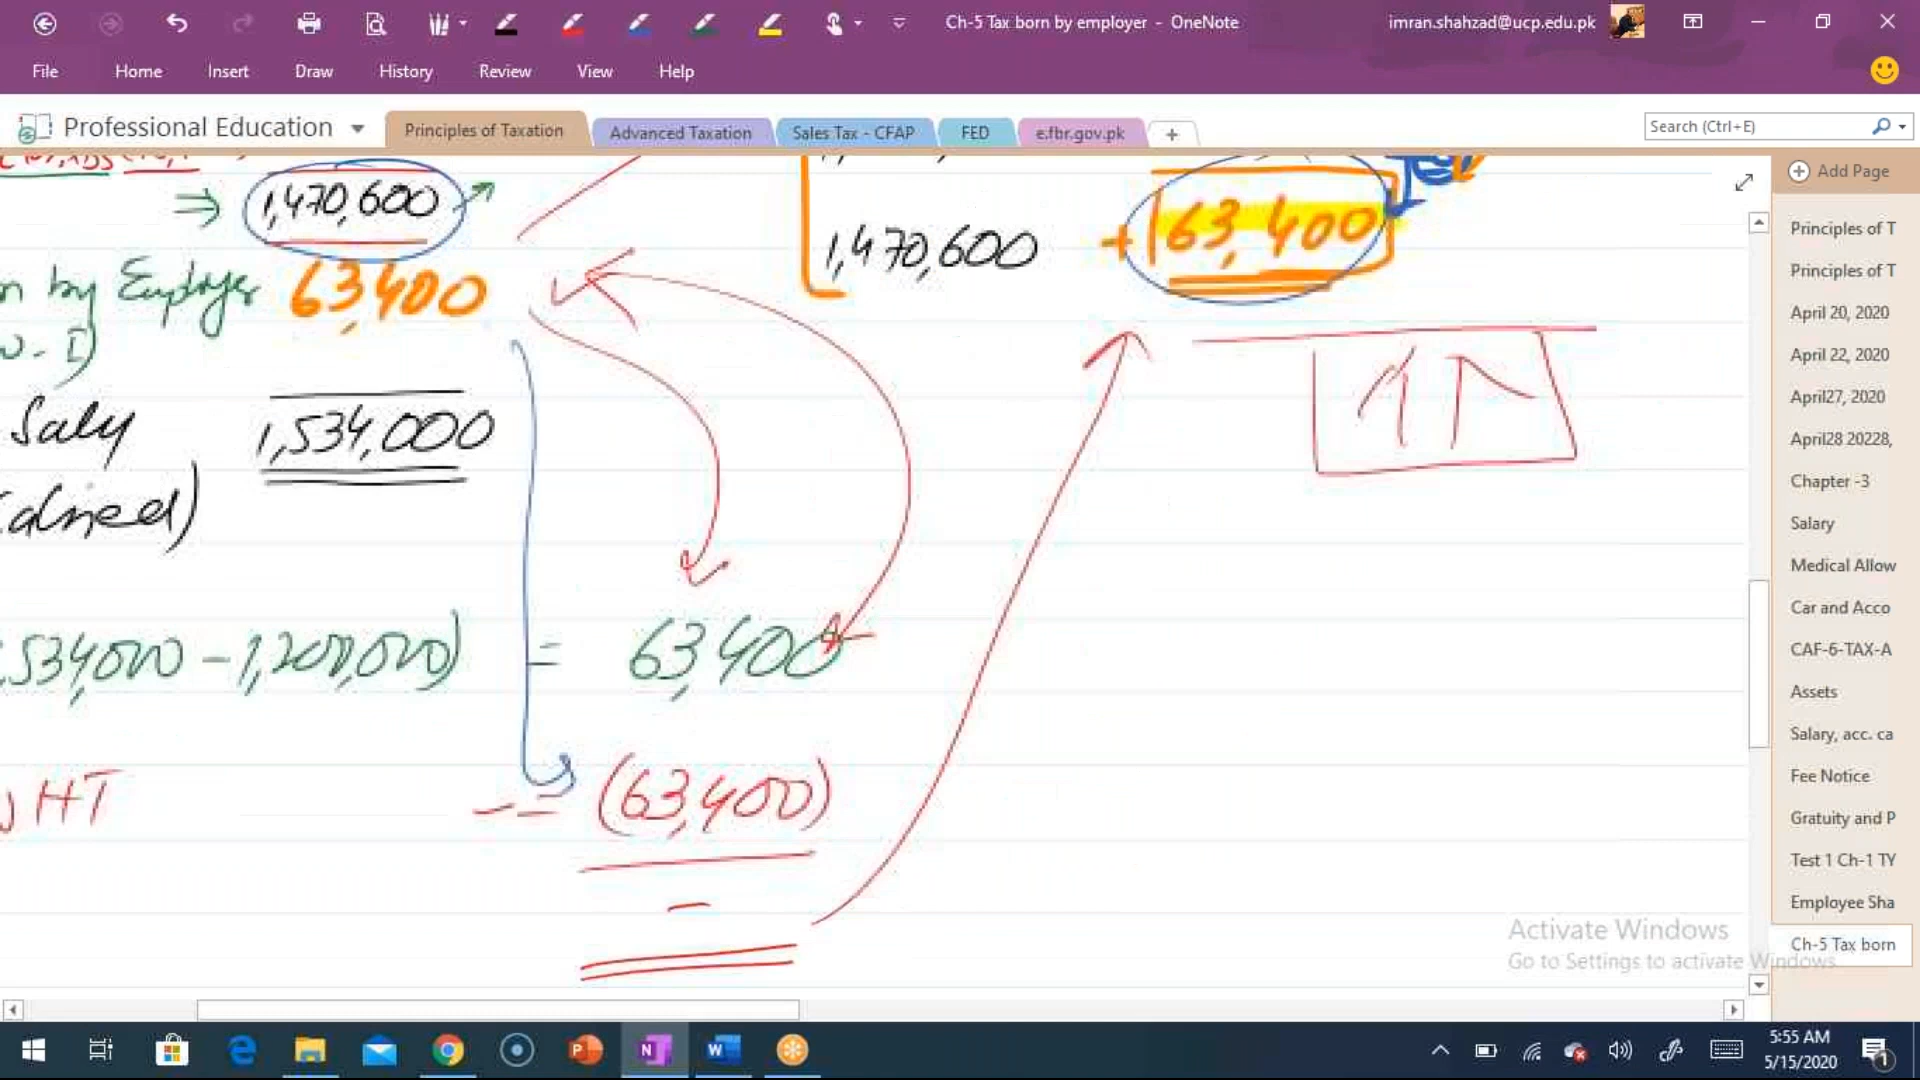 Ch-5 Tax born by employer - OneNote
imran.shahzad@ucp.edu.pk
File Home Insert Draw History Review View Help
Professional Education
Principles of Taxation
Advanced Taxation
Sales Tax - CFAP
FED
e.fbr.gov.pk
+
Search (Ctrl+E)
Add Page
Principles of T
Principles of T
April 20, 2020
April 22, 2020
April27, 2020
April28 20228,
Chapter -3
Salary
Medical Allow
Car and Acco
CAF-6-TAX-A
Assets
Salary, acc. ca
Fee Notice
Gratuity and P
Test 1 Ch-1 TY
Employee Sha
Ch-5 Tax born
⇒ 1,470,600
1,470,600 + 63,400
n by Employer 63,400
Salary 1,534,000
,534,000 - 1,200,000) = 63,400
HT -- = (63,400)
-
Activate Windows
Go to Settings to activate Windows.
5:55 AM
5/15/2020
1